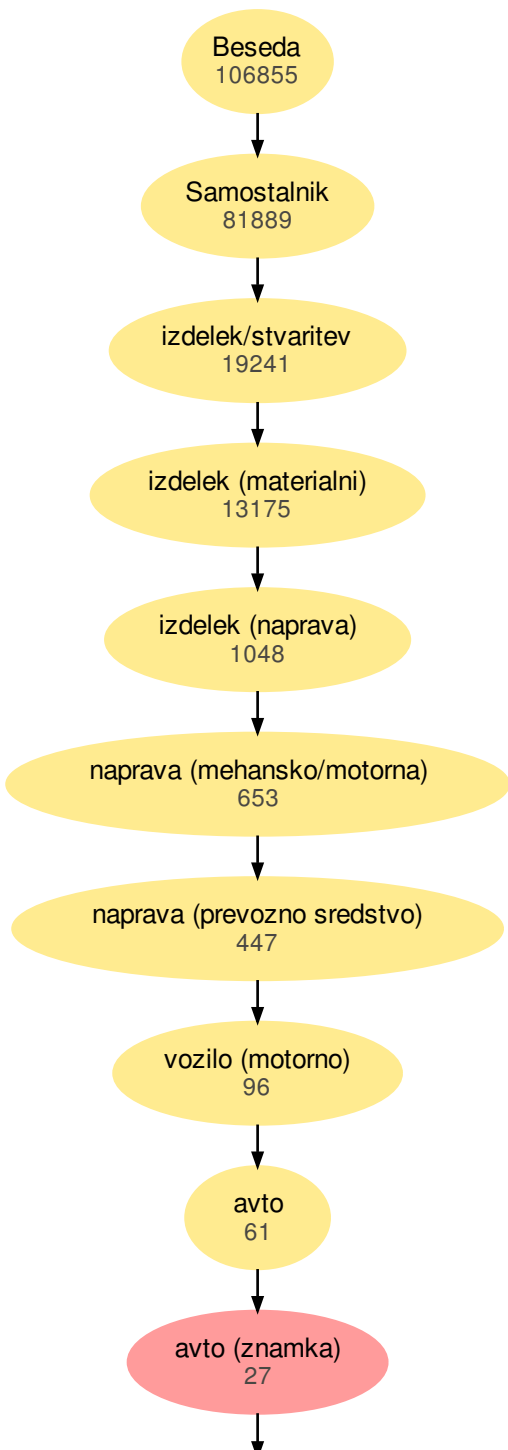 Beseda
106855
Samostalnik
81889
izdelek/stvaritev
19241
izdelek (materialni)
13175
izdelek (naprava)
1048
naprava (mehansko/motorna)
653
naprava (prevozno sredstvo)
447
vozilo (motorno)
96
avto
61
avto (znamka)
27